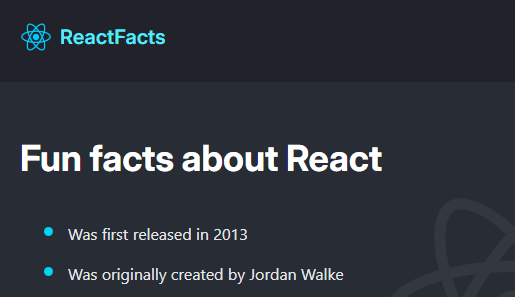 ReactFacts
Fun facts about React
Was first released in 2013
Was originally created by Jordan Walke